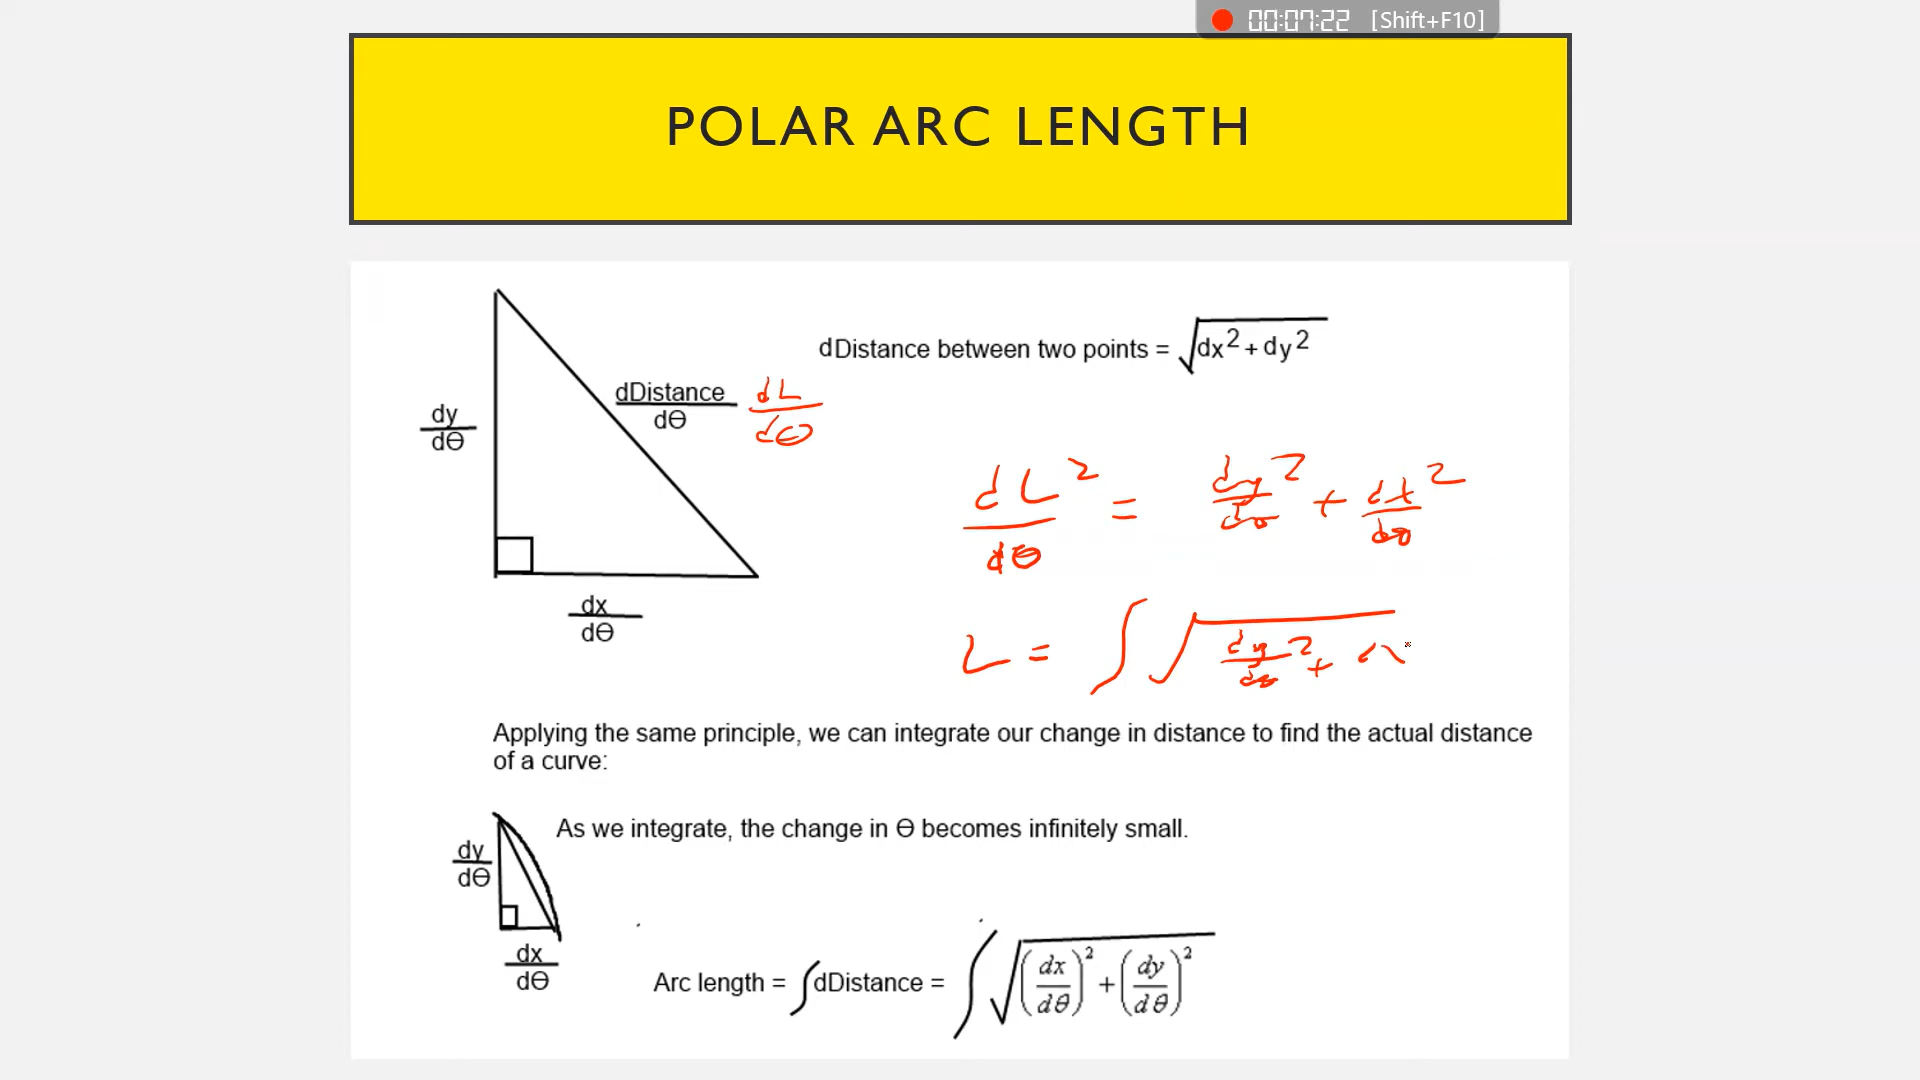 00:07:22 [Shift+F10]
POLAR ARC LENGTH
dDistance between two points = √dx² + dy²
dDistance/dθ dL/dθ
dy/dθ
dL²/dθ = dy²/dθ + dx²/dθ
dx/dθ
L = ∫ √dy²/dθ +
Applying the same principle, we can integrate our change in distance to find the actual distance
of a curve:
As we integrate, the change in θ becomes infinitely small.
dy/dθ
dx/dθ
Arc length = ∫dDistance = ∫ √(dx/dθ)² + (dy/dθ)²